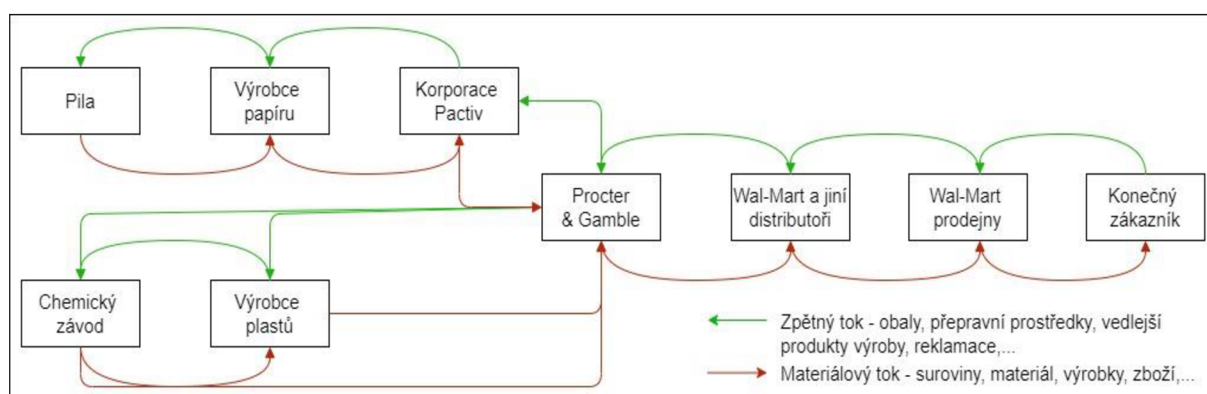 Pila
Výrobce
papíru
Korporace
Pactiv
Procter
& Gamble
Wal-Mart a jiní
distributoři
Wal-Mart
prodejny
Konečný
zákazník
Chemický
závod
Výrobce
plastů
Zpětný tok - obaly, přepravní prostředky, vedlejší
produkty výroby, reklamace,...
Materiálový tok - suroviny, materiál, výrobky, zboží,...